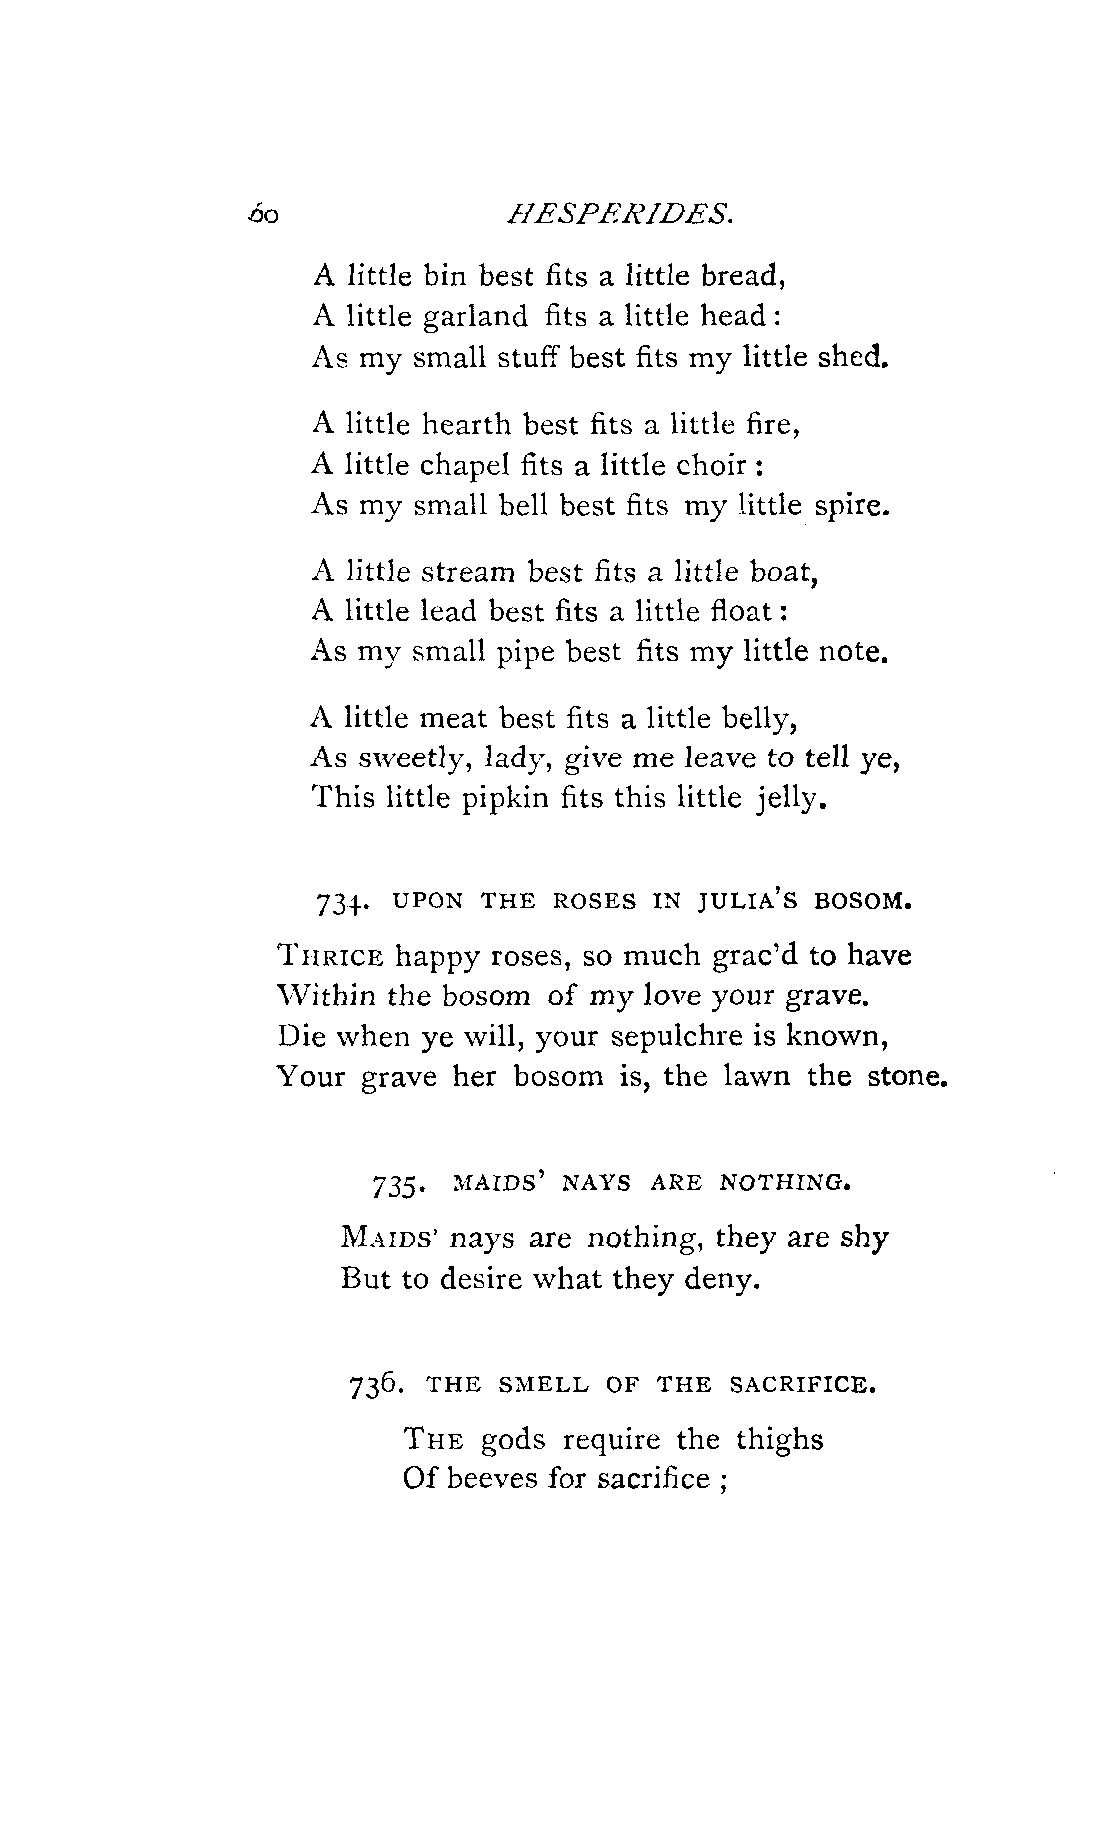 60 HESPERIDES.
A little bin best fits a little bread,
A little garland fits a little head :
As my small stuff best fits my little shed.
A little hearth best fits a little fire,
A little chapel fits a little choir :
As my small bell best fits my little spire.
A little stream best fits a little boat,
A little lead best fits a little float :
As my small pipe best fits my little note.
A little meat best fits a little belly,
As sweetly, lady, give me leave to tell ye,
This little pipkin fits this little jelly.
734. UPON THE ROSES IN JULIA'S BOSOM.
THRICE happy roses, so much grac'd to have
Within the bosom of my love your grave.
Die when ye will, your sepulchre is known,
Your grave her bosom is, the lawn the stone.
735. MAIDS' NAYS ARE NOTHING.
MAIDS' nays are nothing, they are shy
But to desire what they deny.
736. THE SMELL OF THE SACRIFICE.
THE gods require the thighs
Of beeves for sacrifice ;